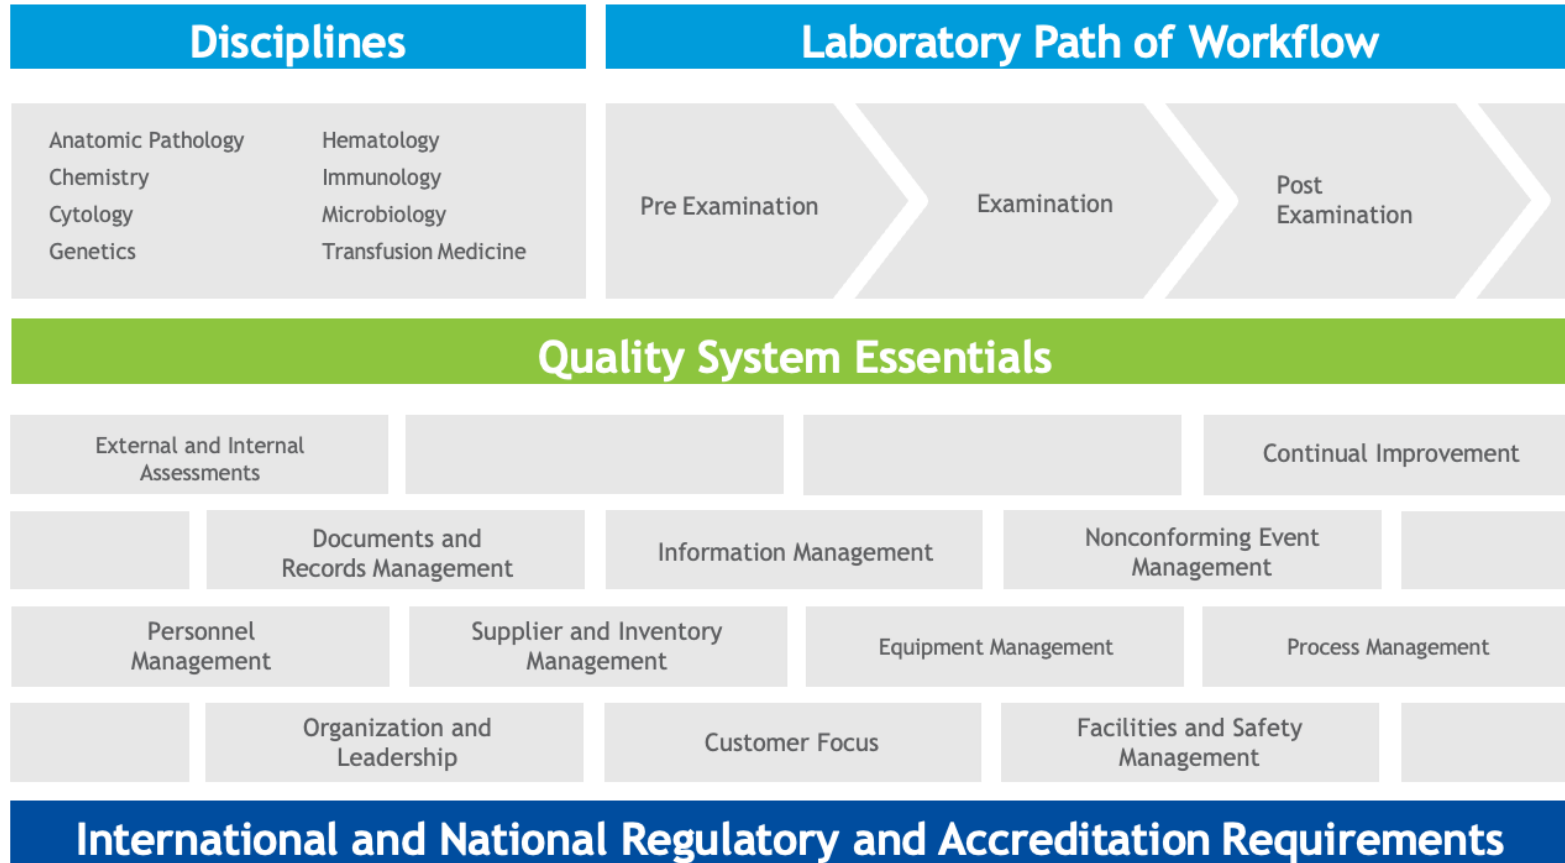 Disciplines
Laboratory Path of Workflow
Anatomic Pathology
Chemistry
Cytology
Genetics
Hematology
Immunology
Microbiology
Transfusion Medicine
Pre Examination
Examination
Post
Examination
Quality System Essentials
External and Internal
Assessments
Continual Improvement
Documents and
Records Management
Information Management
Nonconforming Event
Management
Personnel
Management
Supplier and Inventory
Management
Equipment Management
Process Management
Organization and
Leadership
Customer Focus
Facilities and Safety
Management
International and National Regulatory and Accreditation Requirements